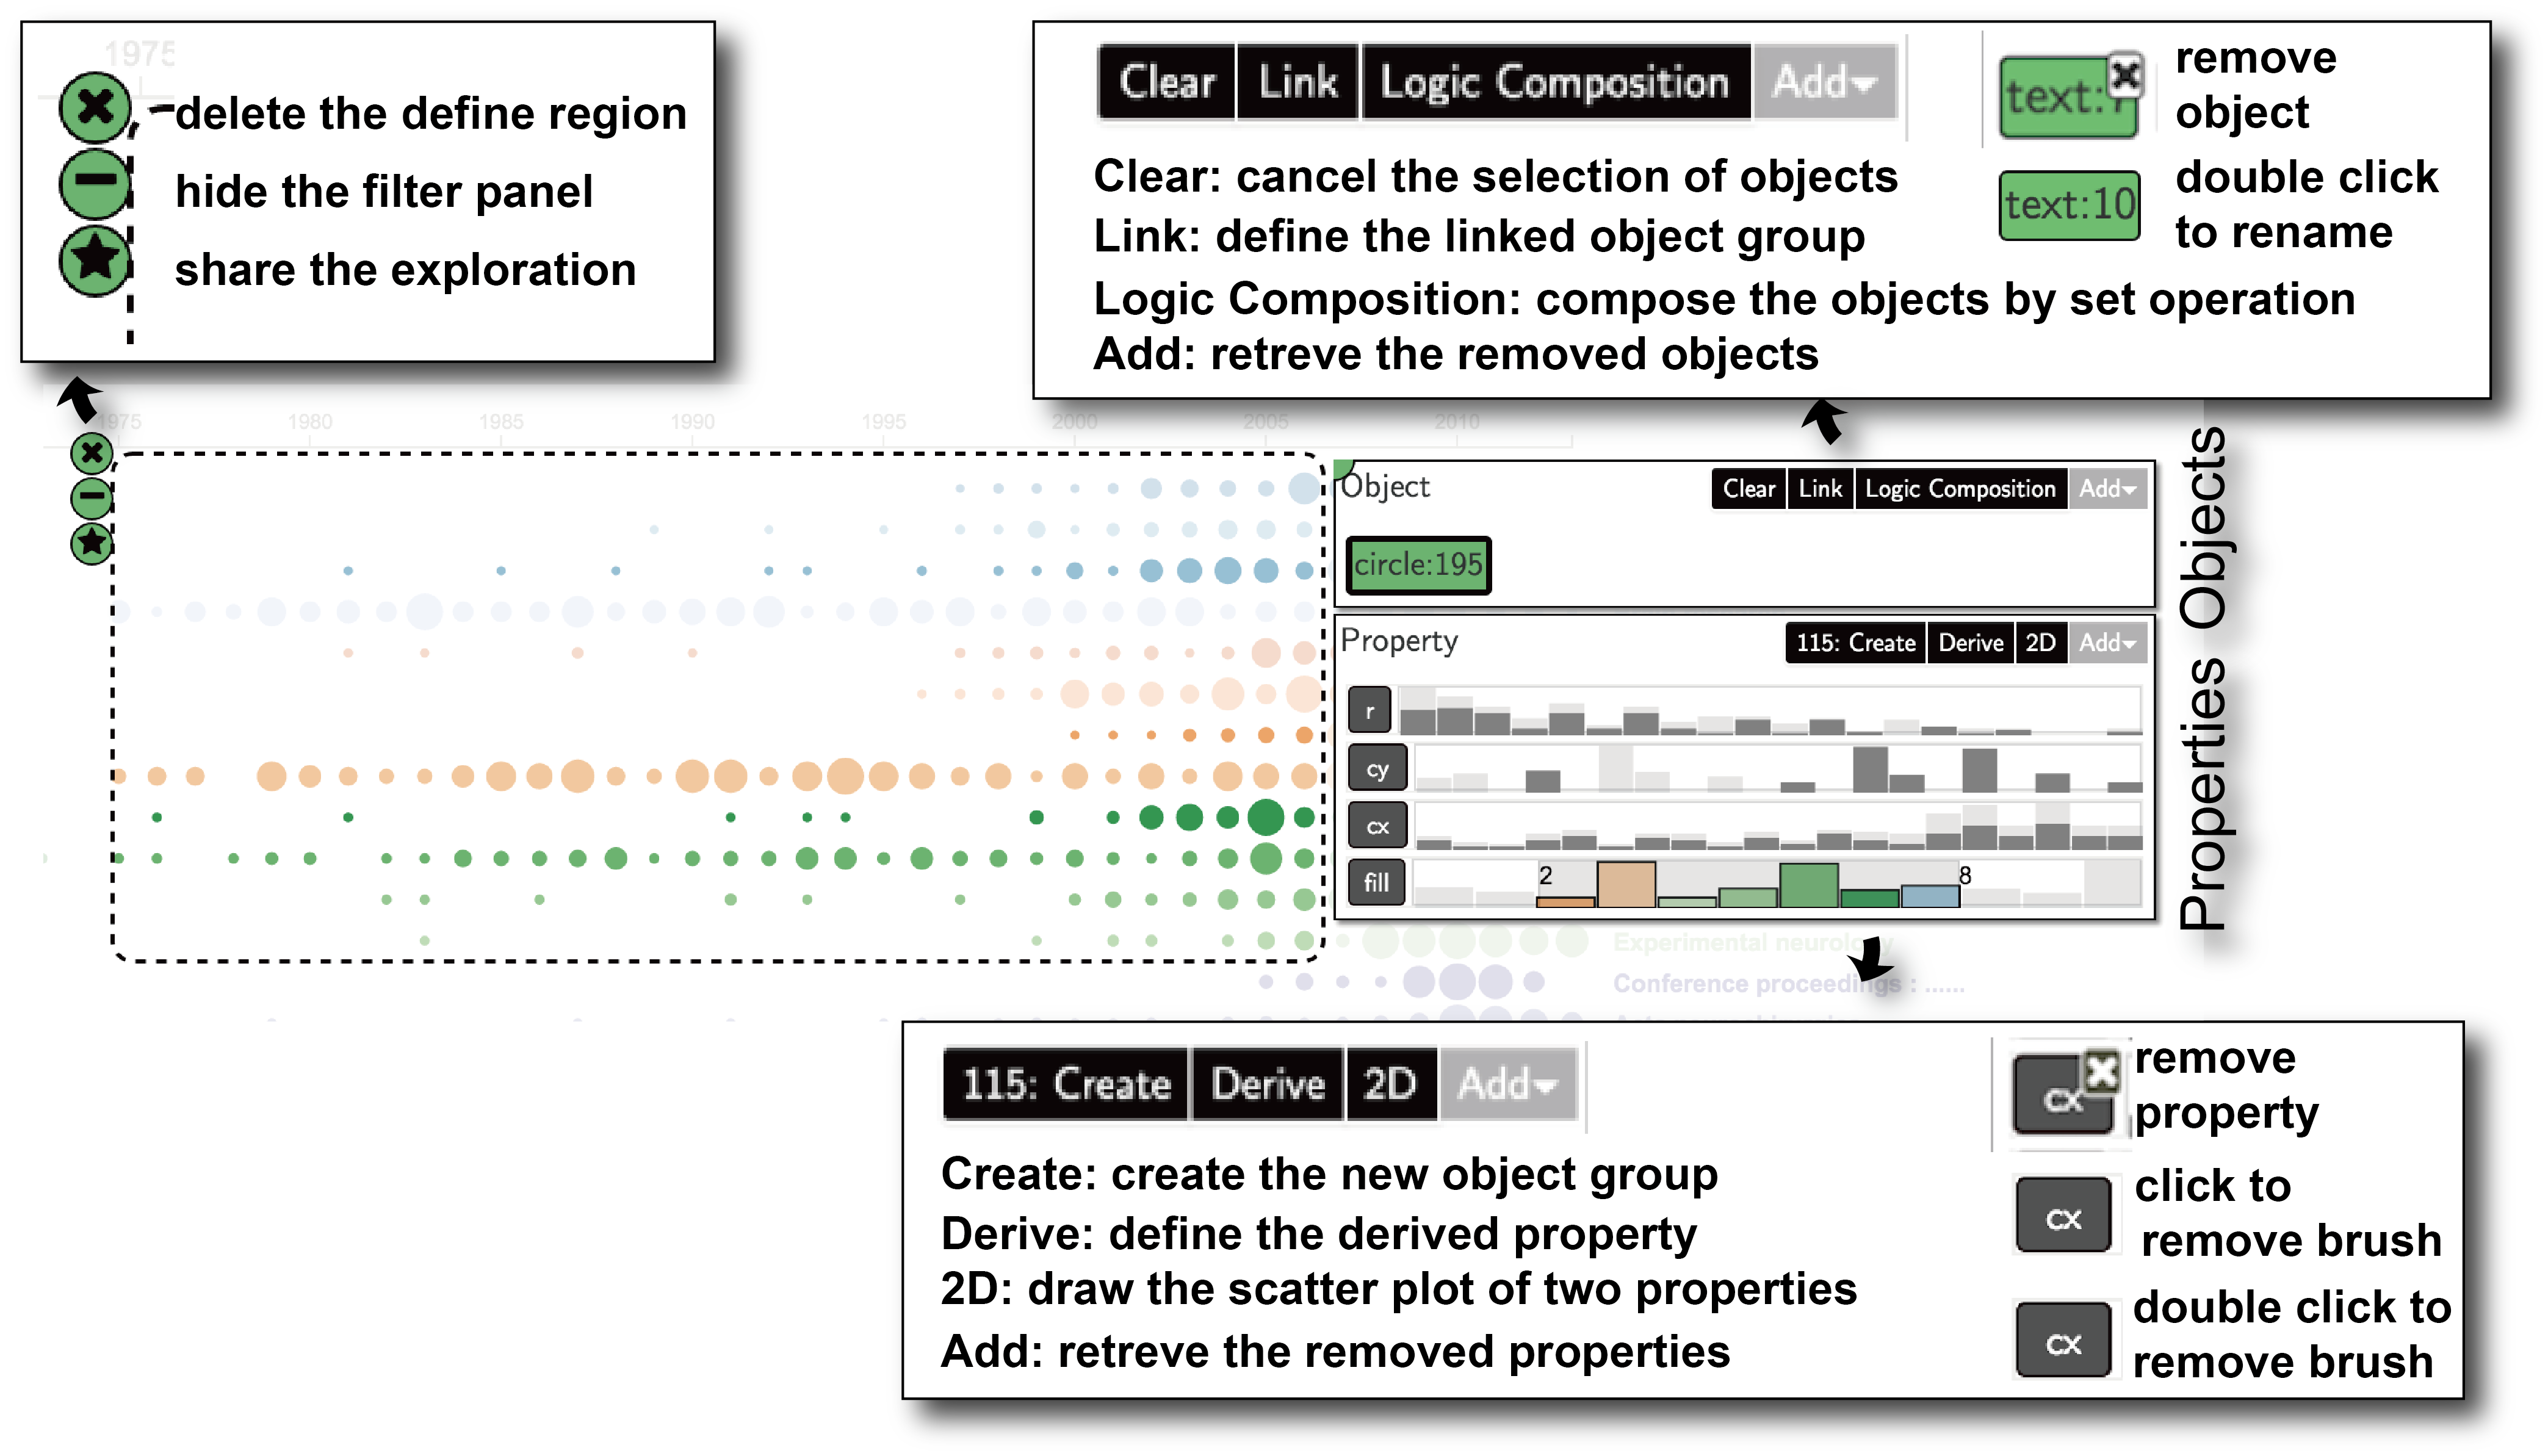 1975
delete the define region
hide the filter panel
share the exploration
Clear Link Logic Composition Add
Clear: cancel the selection of objects
Link: define the linked object group
Logic Composition: compose the objects by set operation
Add: retreve the removed objects
text:
remove
object
text:10
double click
to rename
1975 1980 1985 1990 1995 2000 2005 2010
Object
Clear Link Logic Composition Add
circle:195
Property
115: Create Derive 2D Add
r
cy
cx
fill
2
8
Objects
Properties
Experimental neurology
Conference proceedings : ......
115: Create Derive 2D Add
Create: create the new object group
Derive: define the derived property
2D: draw the scatter plot of two properties
Add: retreve the removed properties
cx
remove
property
cx
click to
remove brush
cx
double click to
remove brush